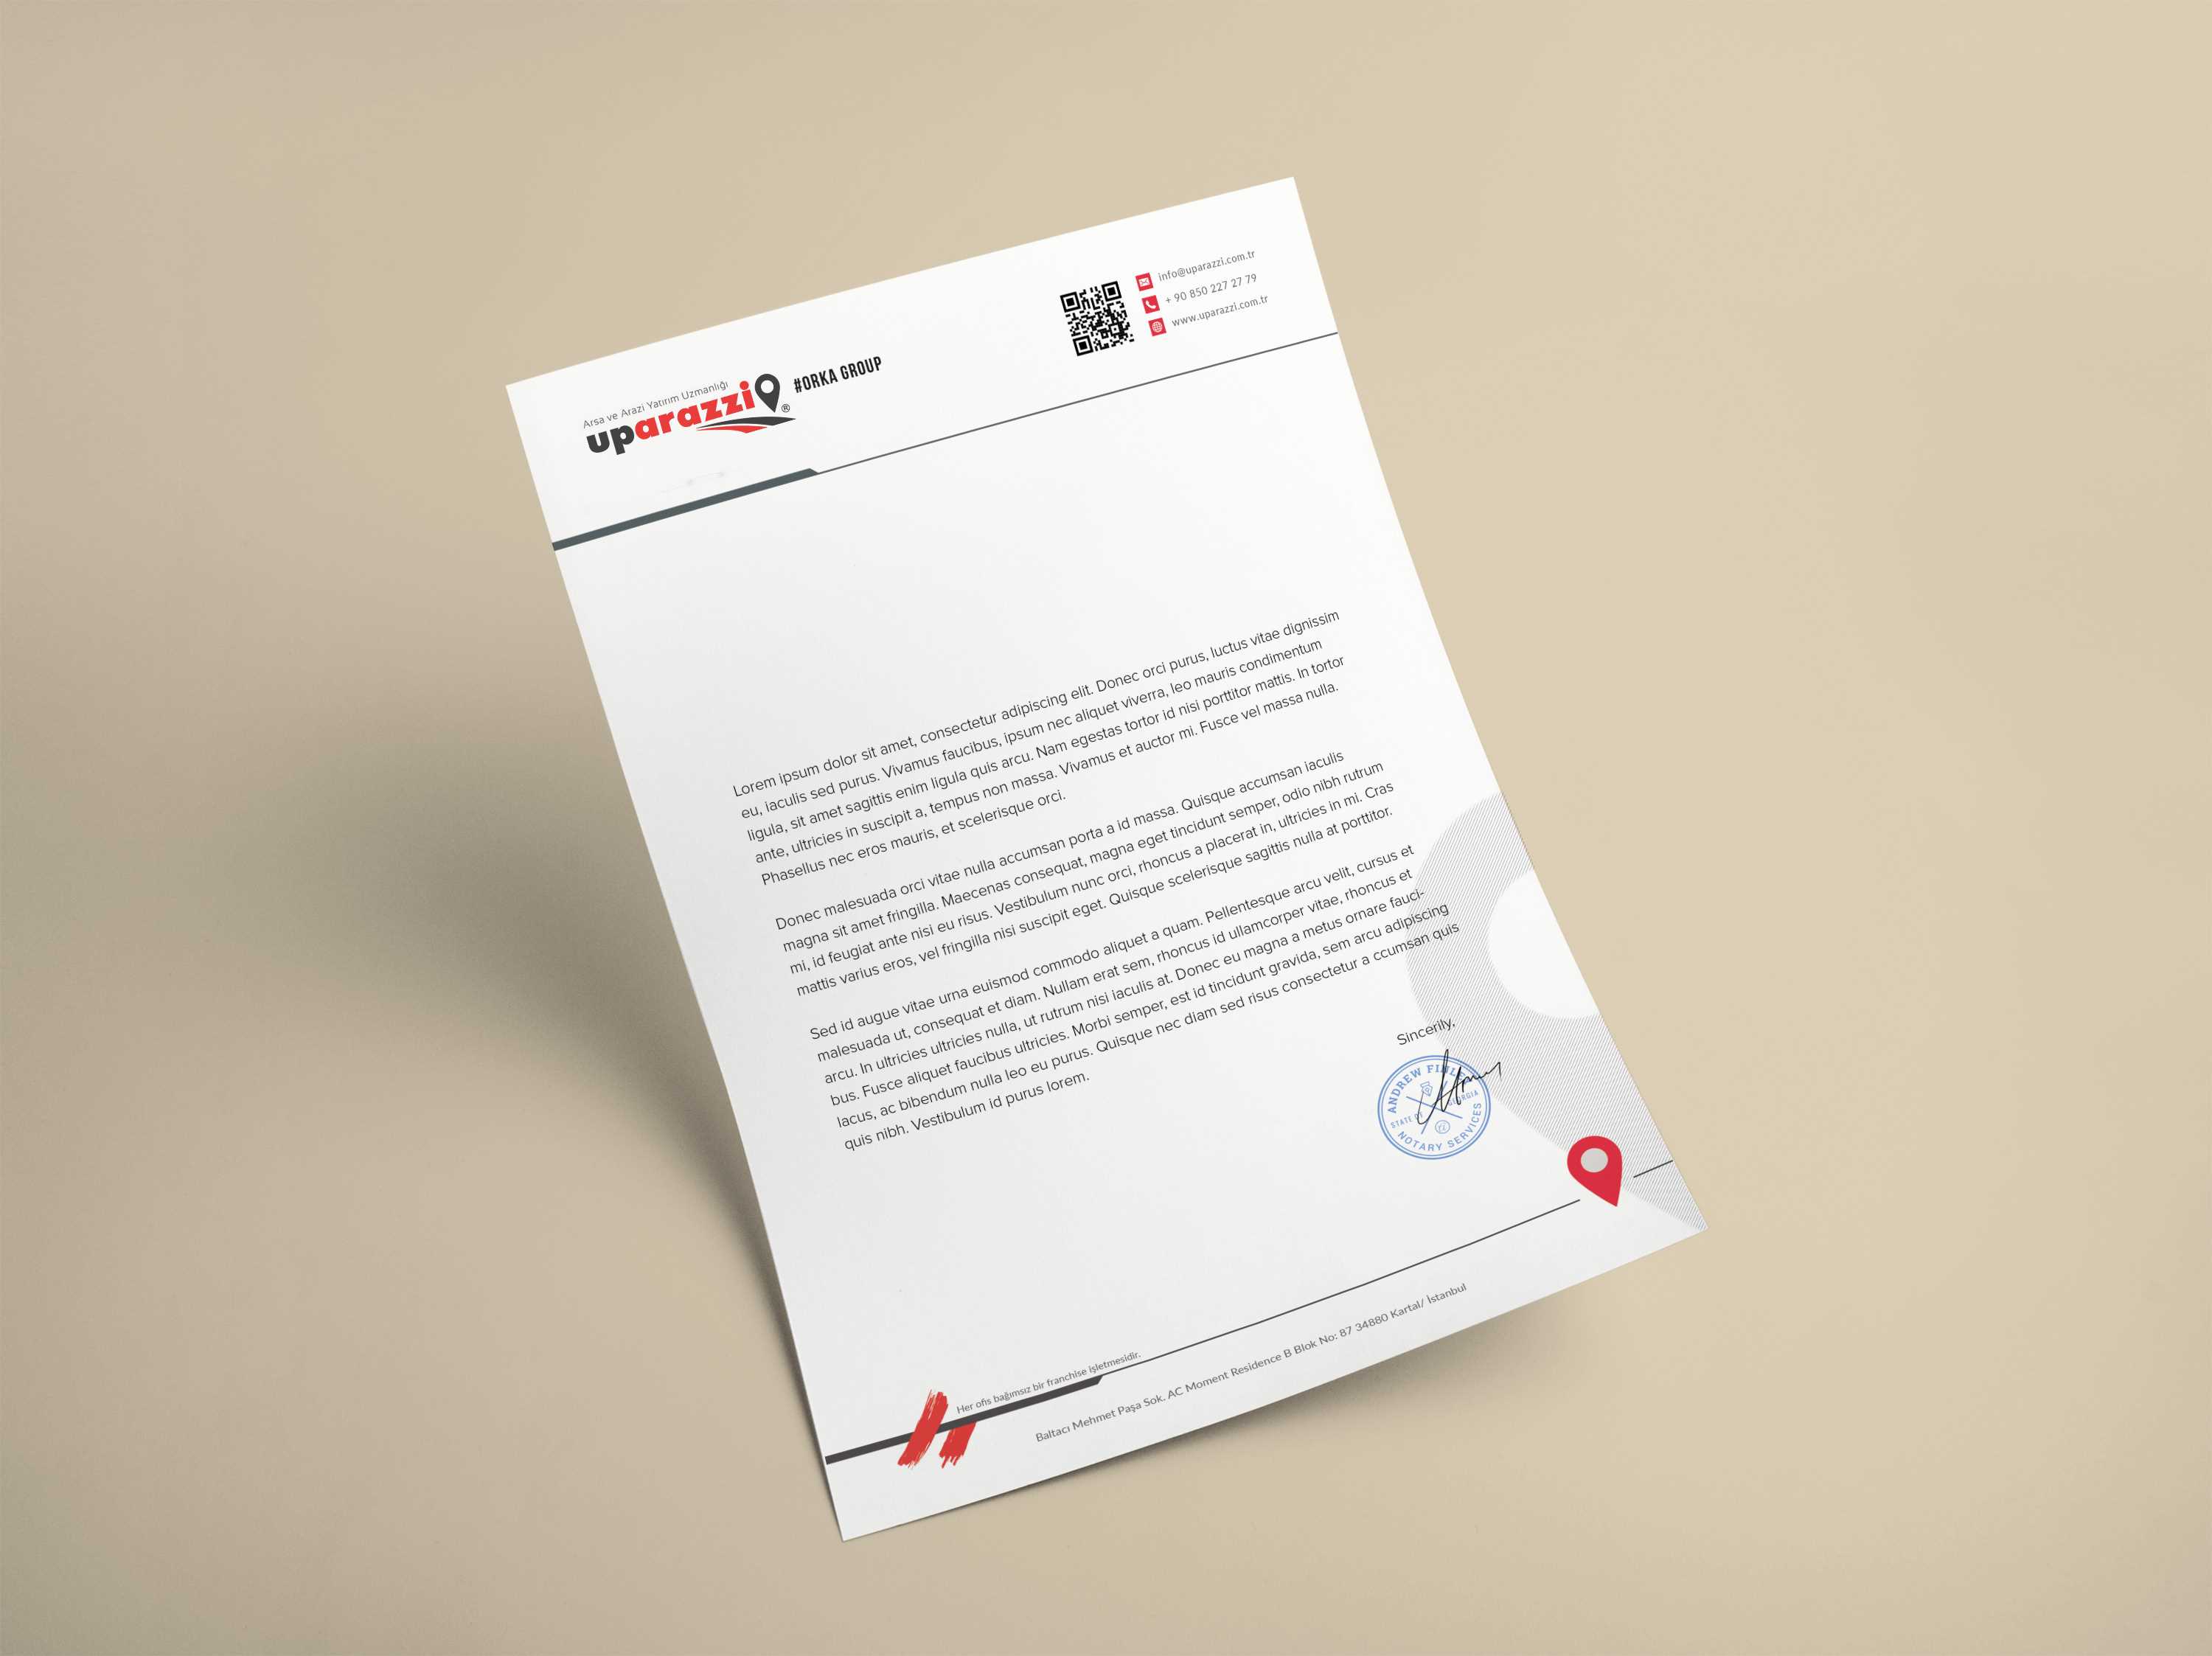 Arsa ve Arazi Yatırım Uzmanlığı
uparazzi ®
#ORKA GROUP
info@uparazzi.com.tr
+ 90 850 227 27 79
www.uparazzi.com.tr
Lorem ipsum dolor sit amet, consectetur adipiscing elit. Donec orci purus, luctus vitae dignissim
eu, iaculis sed purus. Vivamus faucibus, ipsum nec aliquet viverra, leo mauris condimentum
ligula, sit amet sagittis enim ligula quis arcu. Nam egestas tortor id nisi porttitor mattis. In tortor
ante, ultricies in suscipit a, tempus non massa. Vivamus et auctor mi. Fusce vel massa nulla.
Phasellus nec eros mauris, et scelerisque orci.
Donec malesuada orci vitae nulla accumsan porta a id massa. Quisque accumsan iaculis
magna sit amet fringilla. Maecenas consequat, magna eget tincidunt semper, odio nibh rutrum
mi, id feugiat ante nisi eu risus. Vestibulum nunc orci, rhoncus a placerat in, ultricies in mi. Cras
mattis varius eros, vel fringilla nisi suscipit eget. Quisque scelerisque sagittis nulla at porttitor.
Sed id augue vitae urna euismod commodo aliquet a quam. Pellentesque arcu velit, cursus et
malesuada ut, consequat et diam. Nullam erat sem, rhoncus id ullamcorper vitae, rhoncus et
arcu. In ultricies ultricies nulla, ut rutrum nisi iaculis at. Donec eu magna a metus ornare fauci-
bus. Fusce aliquet faucibus ultricies. Morbi semper, est id tincidunt gravida, sem arcu adipiscing
lacus, ac bibendum nulla leo eu purus. Quisque nec diam sed risus consectetur a ccumsan quis
quis nibh. Vestibulum id purus lorem.
Sincerily,
ANDREW
STATE
NOTARY SERVICES
Her ofis bağımsız bir franchise işletmesidir.
Baltacı Mehmet Paşa Sok. AC Moment Residence B Blok No: 87 34880 Kartal/ İstanbul